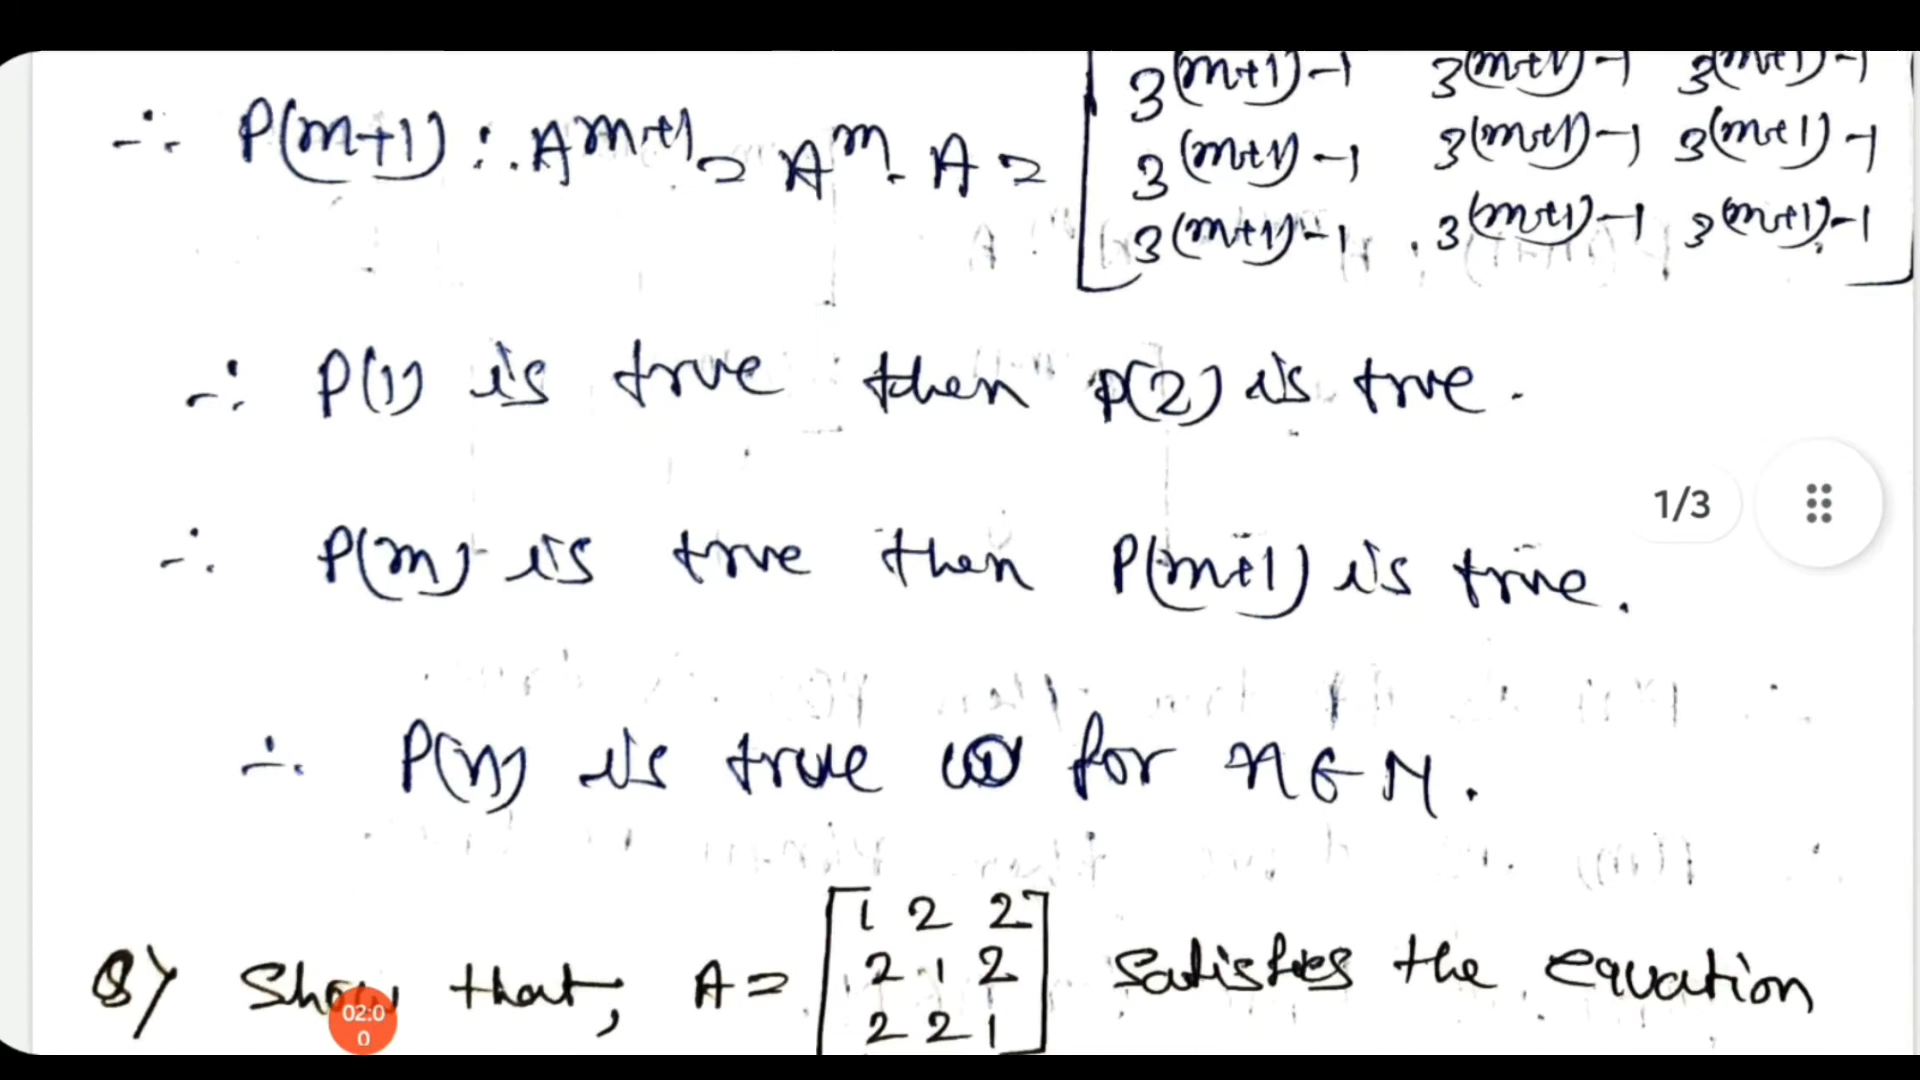 3^(m+1)-1 3^(m+1)-1 3^(m+1)-1
∴ P(m+1) : A^m+1 = A^m . A = 3^(m+1)-1 3^(m+1)-1 3^(m+1)-1
3^(m+1)-1 3^(m+1)-1 3^(m+1)-1
∴ P(1) is true then P(2) is true.
1/3
∴ P(m) is true then P(m+1) is true.
∴ P(n) is true for n ∈ N.
1 2 2
8) Show that, A = 2 1 2 satisfies the equation
2 2 1
02:0
0